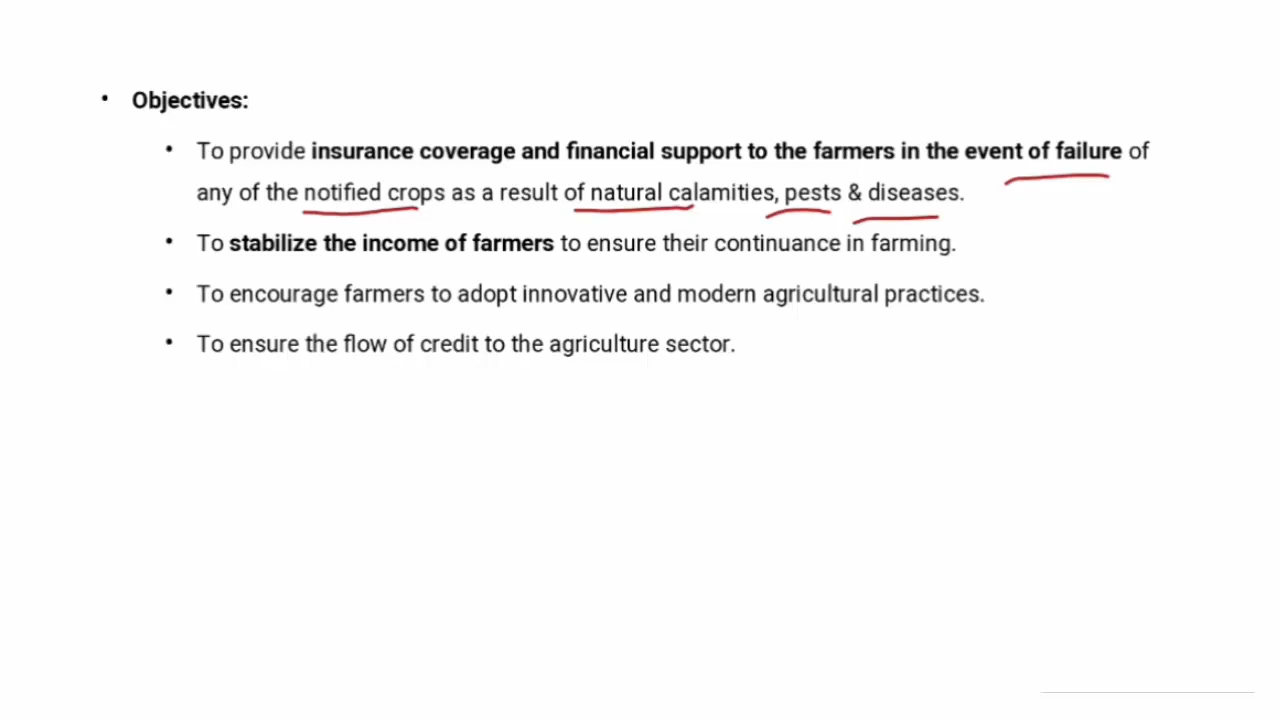 • Objectives:
• To provide insurance coverage and financial support to the farmers in the event of failure of
any of the notified crops as a result of natural calamities, pests & diseases.
• To stabilize the income of farmers to ensure their continuance in farming.
• To encourage farmers to adopt innovative and modern agricultural practices.
• To ensure the flow of credit to the agriculture sector.